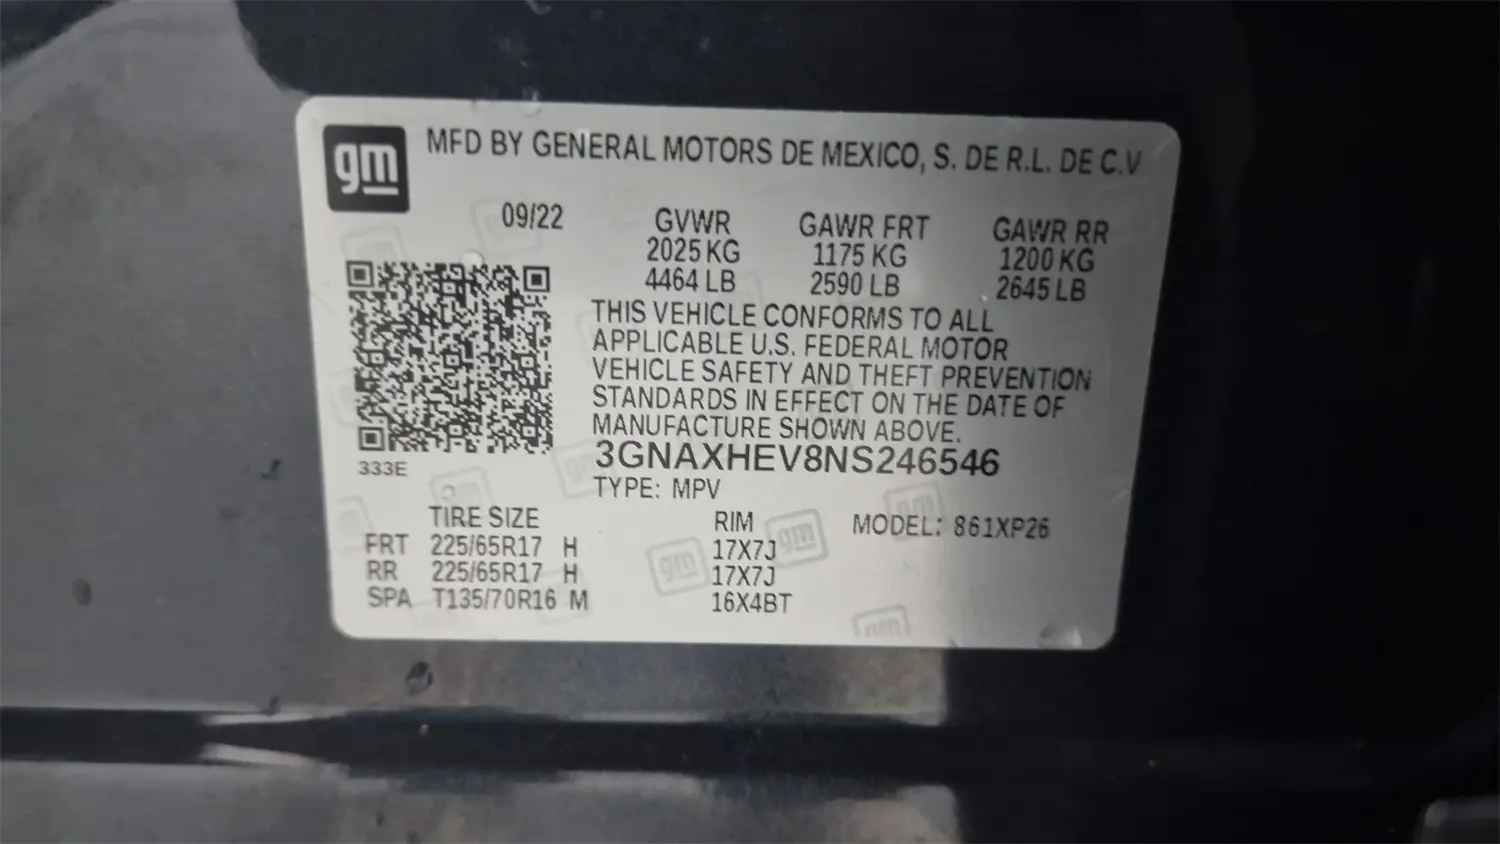 gm
MFD BY GENERAL MOTORS DE MEXICO, S. DE R.L. DE C.V
09/22 GVWR GAWR FRT GAWR RR
2025 KG 1175 KG 1200 KG
4464 LB 2590 LB 2645 LB
THIS VEHICLE CONFORMS TO ALL
APPLICABLE U.S. FEDERAL MOTOR
VEHICLE SAFETY AND THEFT PREVENTION
STANDARDS IN EFFECT ON THE DATE OF
MANUFACTURE SHOWN ABOVE.
3GNAXHEV8NS246546
333E
TYPE: MPV
TIRE SIZE RIM MODEL: 861XP26
FRT 225/65R17 H 17X7J
RR 225/65R17 H 17X7J
SPA T135/70R16 M 16X4BT